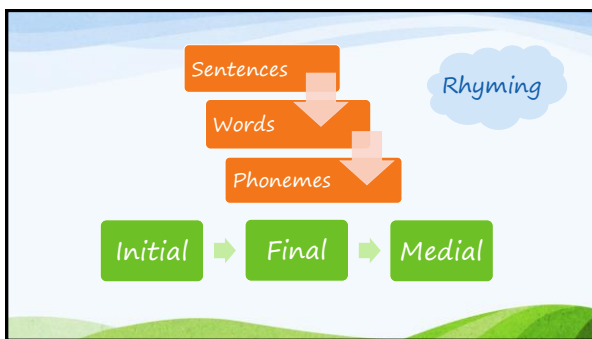 Sentences
Rhyming
Words
Phonemes
Initial
Final
Medial